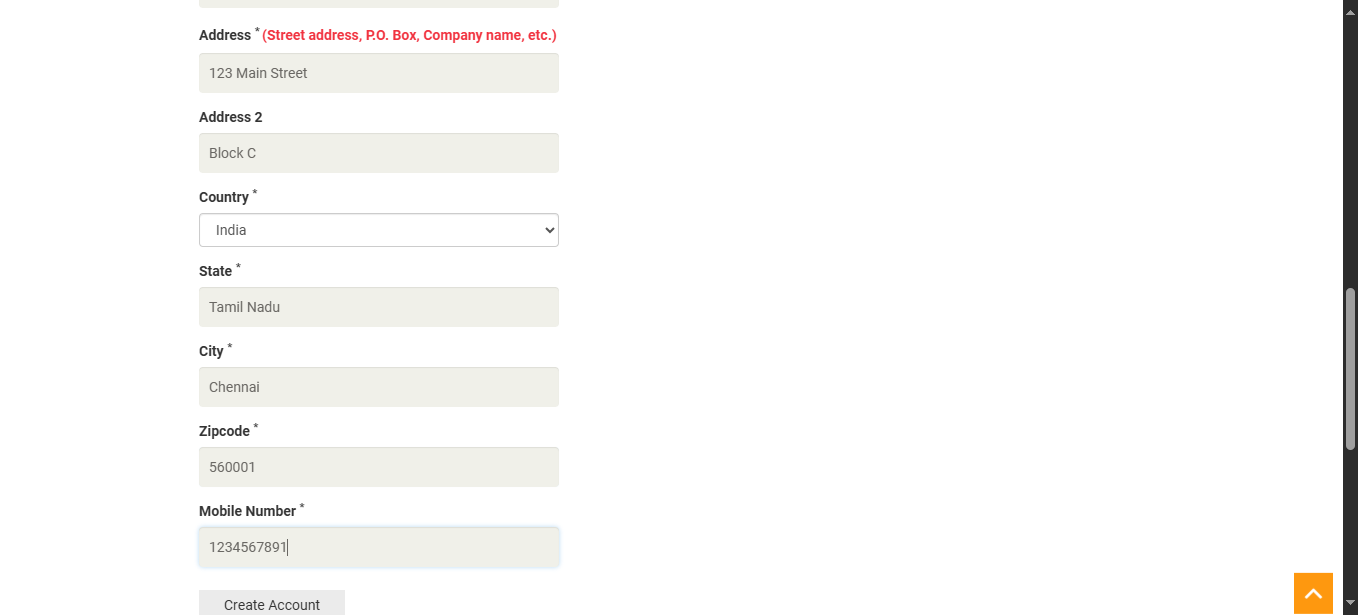 Address * (Street address, P.O. Box, Company name, etc.)
123 Main Street
Address 2
Block C
Country *
India
State *
Tamil Nadu
City *
Chennai
Zipcode *
560001
Mobile Number *
1234567891
Create Account